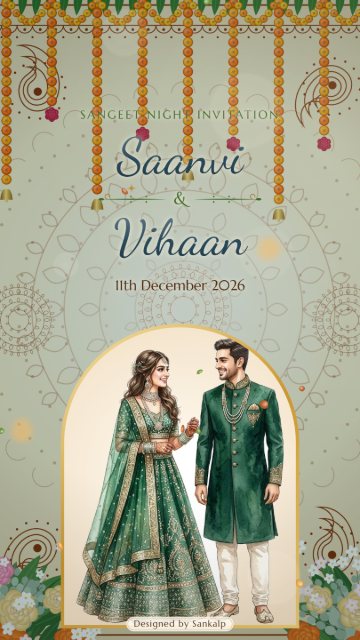 SANGEET NIGHT INVITATION
Saanvi
&
Vihaan
11th December 2026
Designed by Sankalp